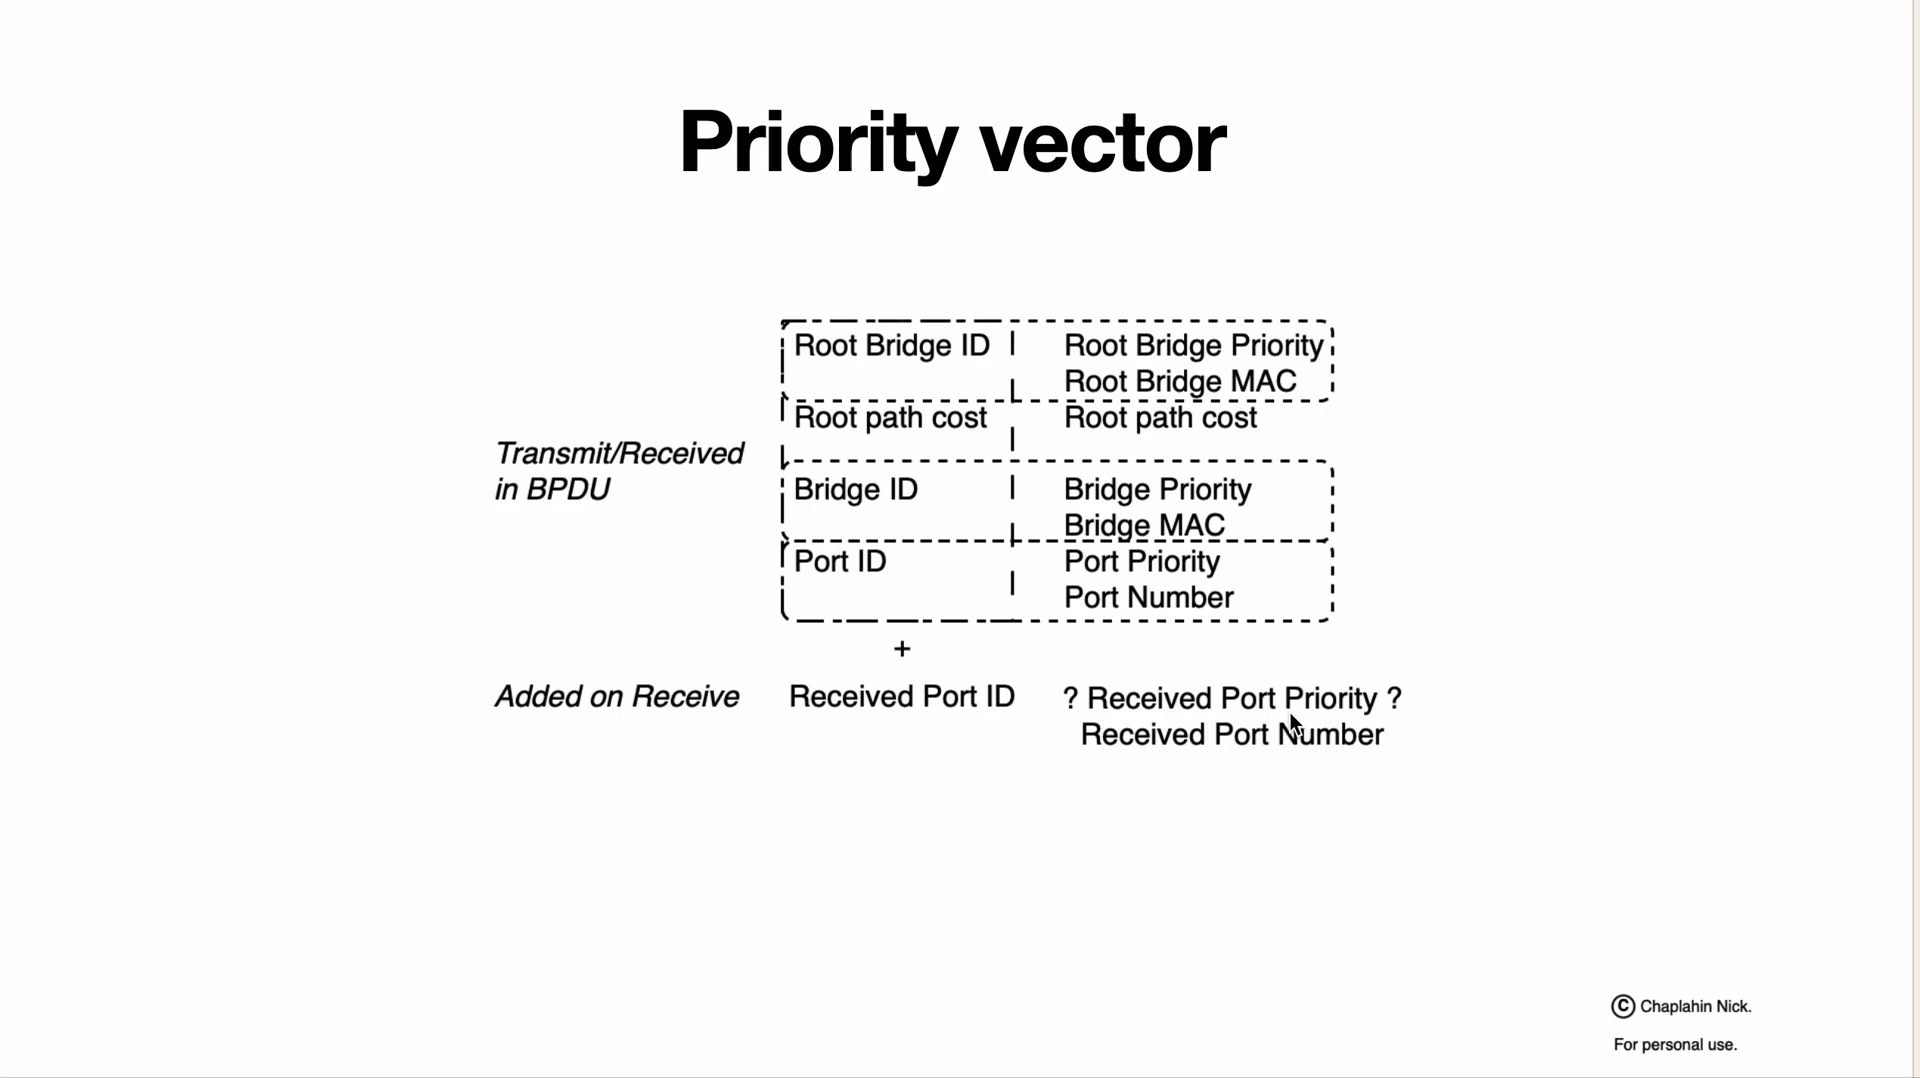 Priority vector
Root Bridge ID Root Bridge Priority
Root Bridge MAC
Root path cost Root path cost
Transmit/Received
in BPDU
Bridge ID Bridge Priority
Bridge MAC
Port ID Port Priority
Port Number
+
Added on Receive Received Port ID ? Received Port Priority ?
Received Port Number
© Chaplahin Nick.
For personal use.